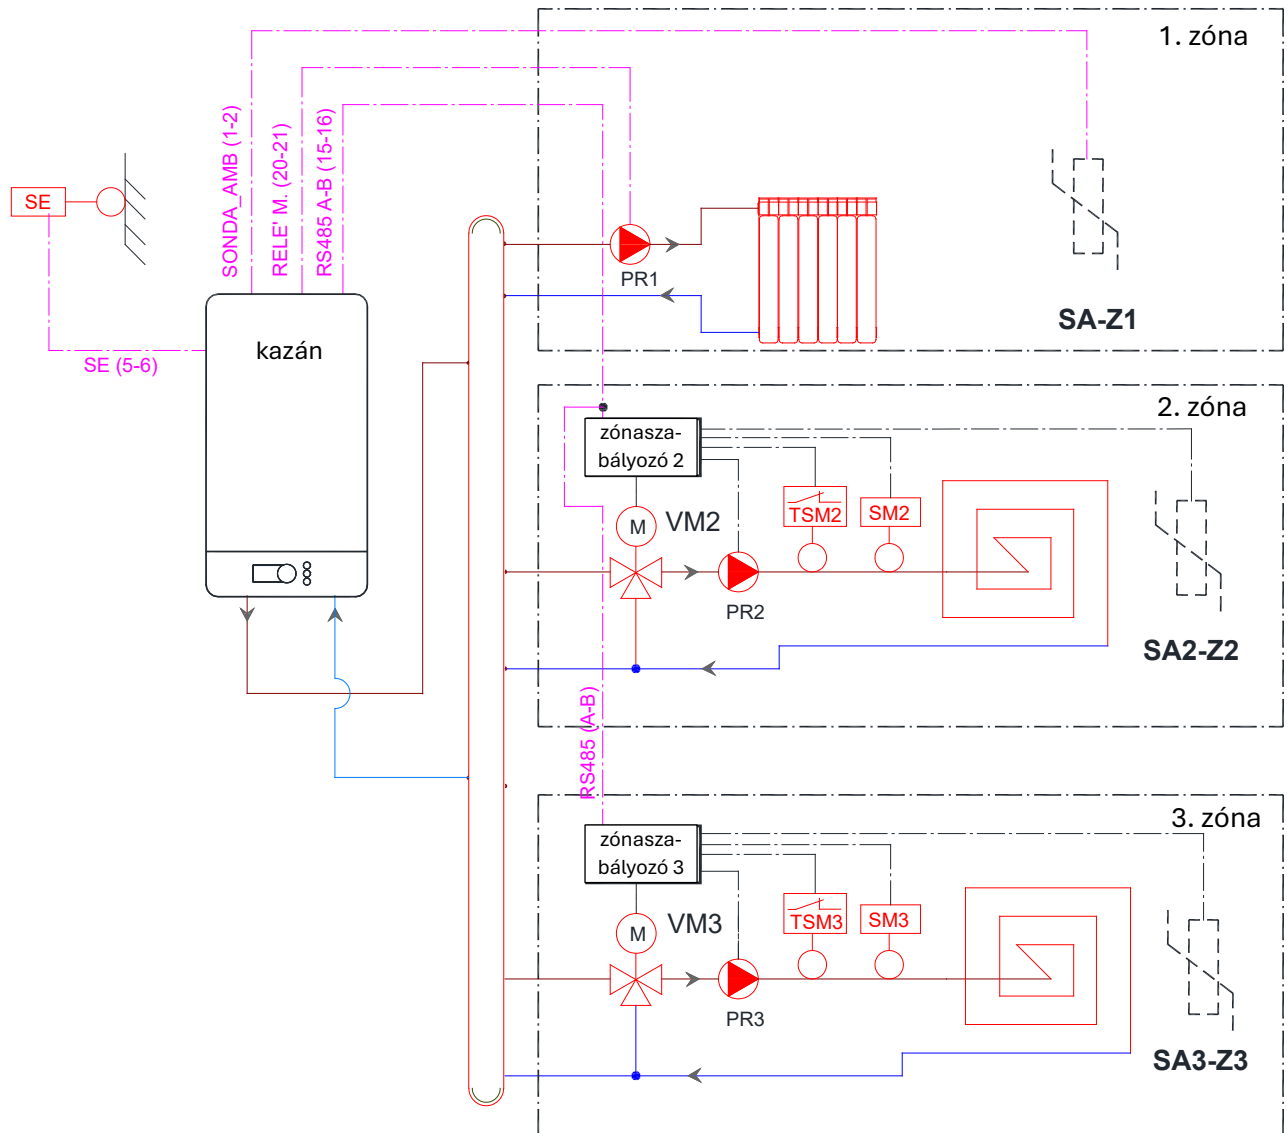 1. zóna
SONDA_AMB (1-2)
RELE' M. (20-21)
RS485 A-B (15-16)
SE
PR1
SA-Z1
kazán
SE (5-6)
2. zóna
zónasza-
bályozó 2
M
VM2
TSM2
SM2
PR2
SA2-Z2
RS485 (A-B)
3. zóna
zónasza-
bályozó 3
M
VM3
TSM3
SM3
PR3
SA3-Z3